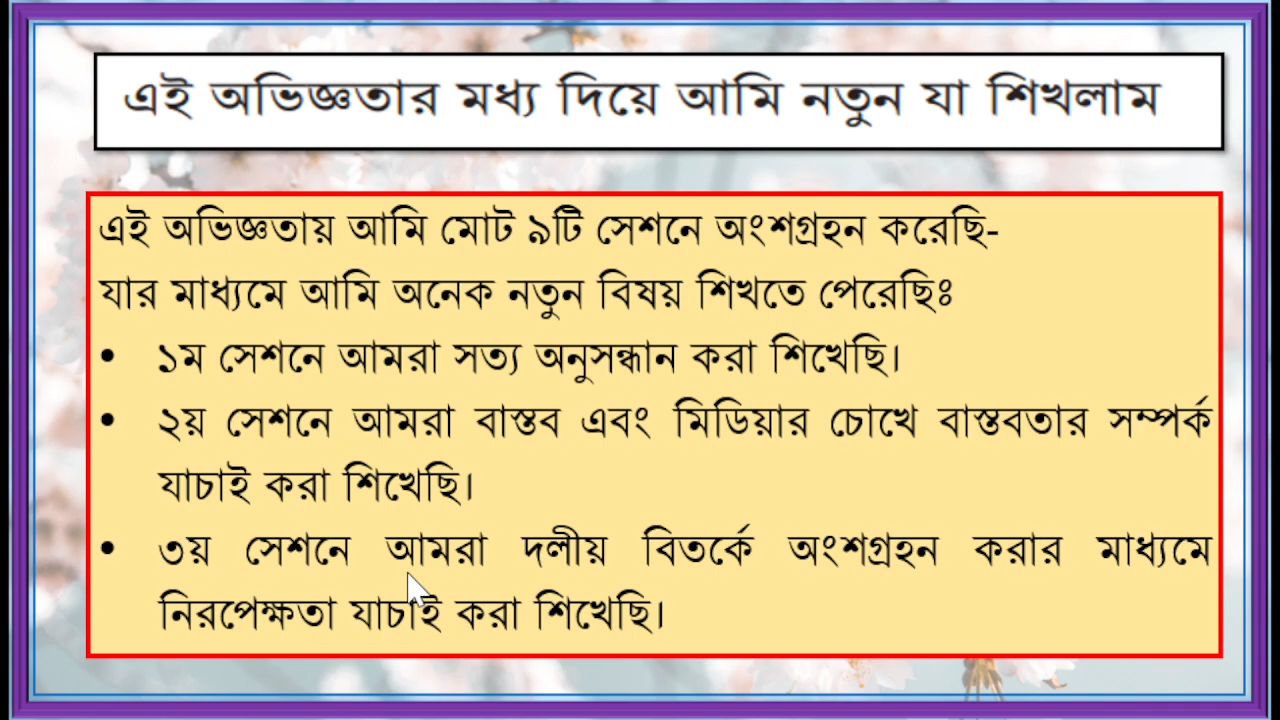 এই অভিজ্ঞতার মধ্য দিয়ে আমি নতুন যা শিখলাম
এই অভিজ্ঞতায় আমি মোট ৯টি সেশনে অংশগ্রহন করেছি-
যার মাধ্যমে আমি অনেক নতুন বিষয় শিখতে পেরেছিঃ
• ১ম সেশনে আমরা সত্য অনুসন্ধান করা শিখেছি।
• ২য় সেশনে আমরা বাস্তব এবং মিডিয়ার চোখে বাস্তবতার সম্পর্ক
যাচাই করা শিখেছি।
• ৩য় সেশনে আমরা দলীয় বিতর্কে অংশগ্রহন করার মাধ্যমে
নিরপেক্ষতা যাচাই করা শিখেছি।